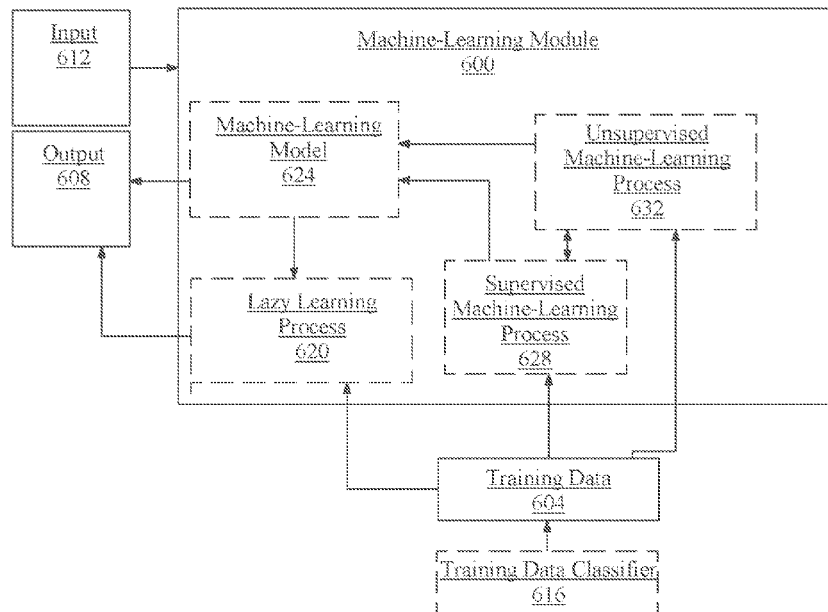 Input
612
Machine-Learning Module
600
Output
608
Machine-Learning
Model
624
Unsupervised
Machine-Learning
Process
632
Lazy Learning
Process
620
Supervised
Machine-Learning
Process
628
Training Data
604
Training Data Classifier
616